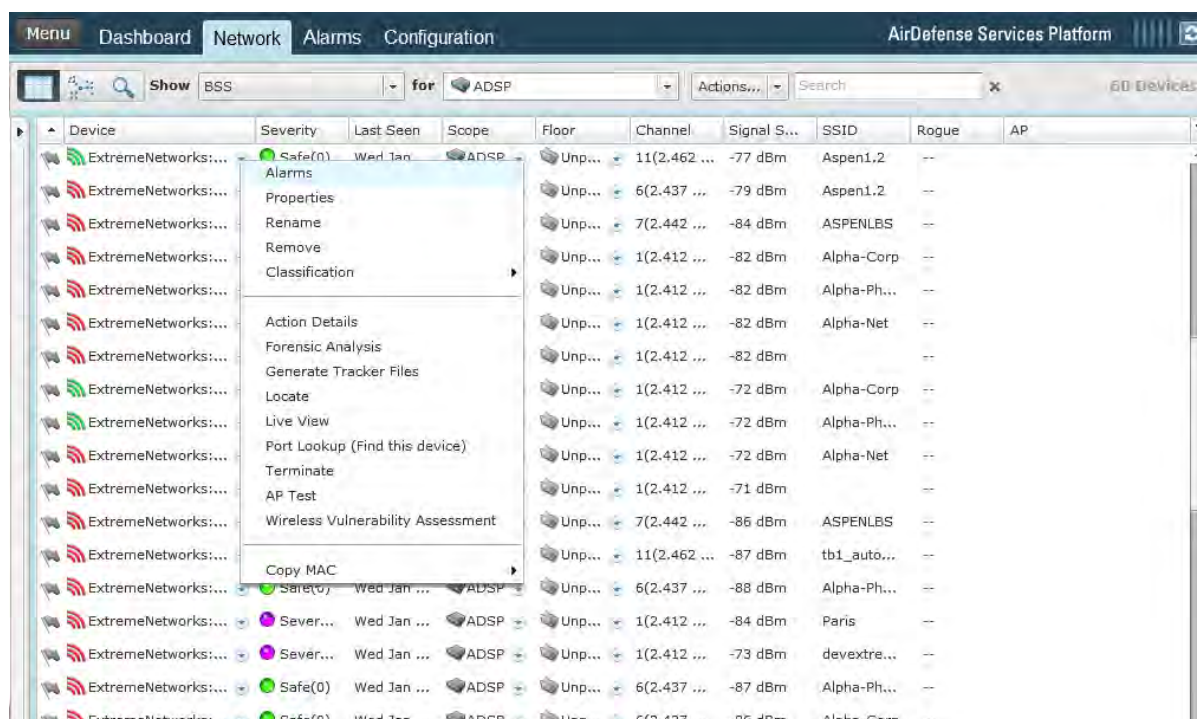 Menu Dashboard Network Alarms Configuration AirDefense Services Platform
Show BSS for ADSP Actions... Search x 60 Devices
Device Severity Last Seen Scope Floor Channel Signal S... SSID Rogue AP
ExtremeNetworks:... Safe(0) Wed Jan ADSP Unp... 11(2.462 ... -77 dBm Aspen1.2 --
Alarms
ExtremeNetworks:... Properties Unp... 6(2.437 ... -79 dBm Aspen1.2 --
ExtremeNetworks:... Rename Unp... 7(2.442 ... -84 dBm ASPENLBS --
Remove
ExtremeNetworks:... Unp... 1(2.412 ... -82 dBm Alpha-Corp --
Classification
ExtremeNetworks:... Unp... 1(2.412 ... -82 dBm Alpha-Ph... --
ExtremeNetworks:... Action Details Unp... 1(2.412 ... -82 dBm Alpha-Net --
Forensic Analysis
ExtremeNetworks:... Unp... 1(2.412 ... -82 dBm --
Generate Tracker Files
ExtremeNetworks:... Locate Unp... 1(2.412 ... -72 dBm Alpha-Corp --
ExtremeNetworks:... Live View Unp... 1(2.412 ... -72 dBm Alpha-Ph... --
Port Lookup (Find this device)
ExtremeNetworks:... Unp... 1(2.412 ... -72 dBm Alpha-Net --
Terminate
ExtremeNetworks:... AP Test Unp... 1(2.412 ... -71 dBm --
ExtremeNetworks:... Wireless Vulnerability Assessment Unp... 7(2.442 ... -86 dBm ASPENLBS --
ExtremeNetworks:... Unp... 11(2.462 ... -87 dBm tb1_auto... --
Copy MAC
ExtremeNetworks:... Safe(0) Wed Jan ... ADSP Unp... 6(2.437 ... -88 dBm Alpha-Ph... --
ExtremeNetworks:... Sever... Wed Jan ... ADSP Unp... 1(2.412 ... -84 dBm Paris --
ExtremeNetworks:... Sever... Wed Jan ... ADSP Unp... 1(2.412 ... -73 dBm devextre... --
ExtremeNetworks:... Safe(0) Wed Jan ... ADSP Unp... 6(2.437 ... -87 dBm Alpha-Ph... --